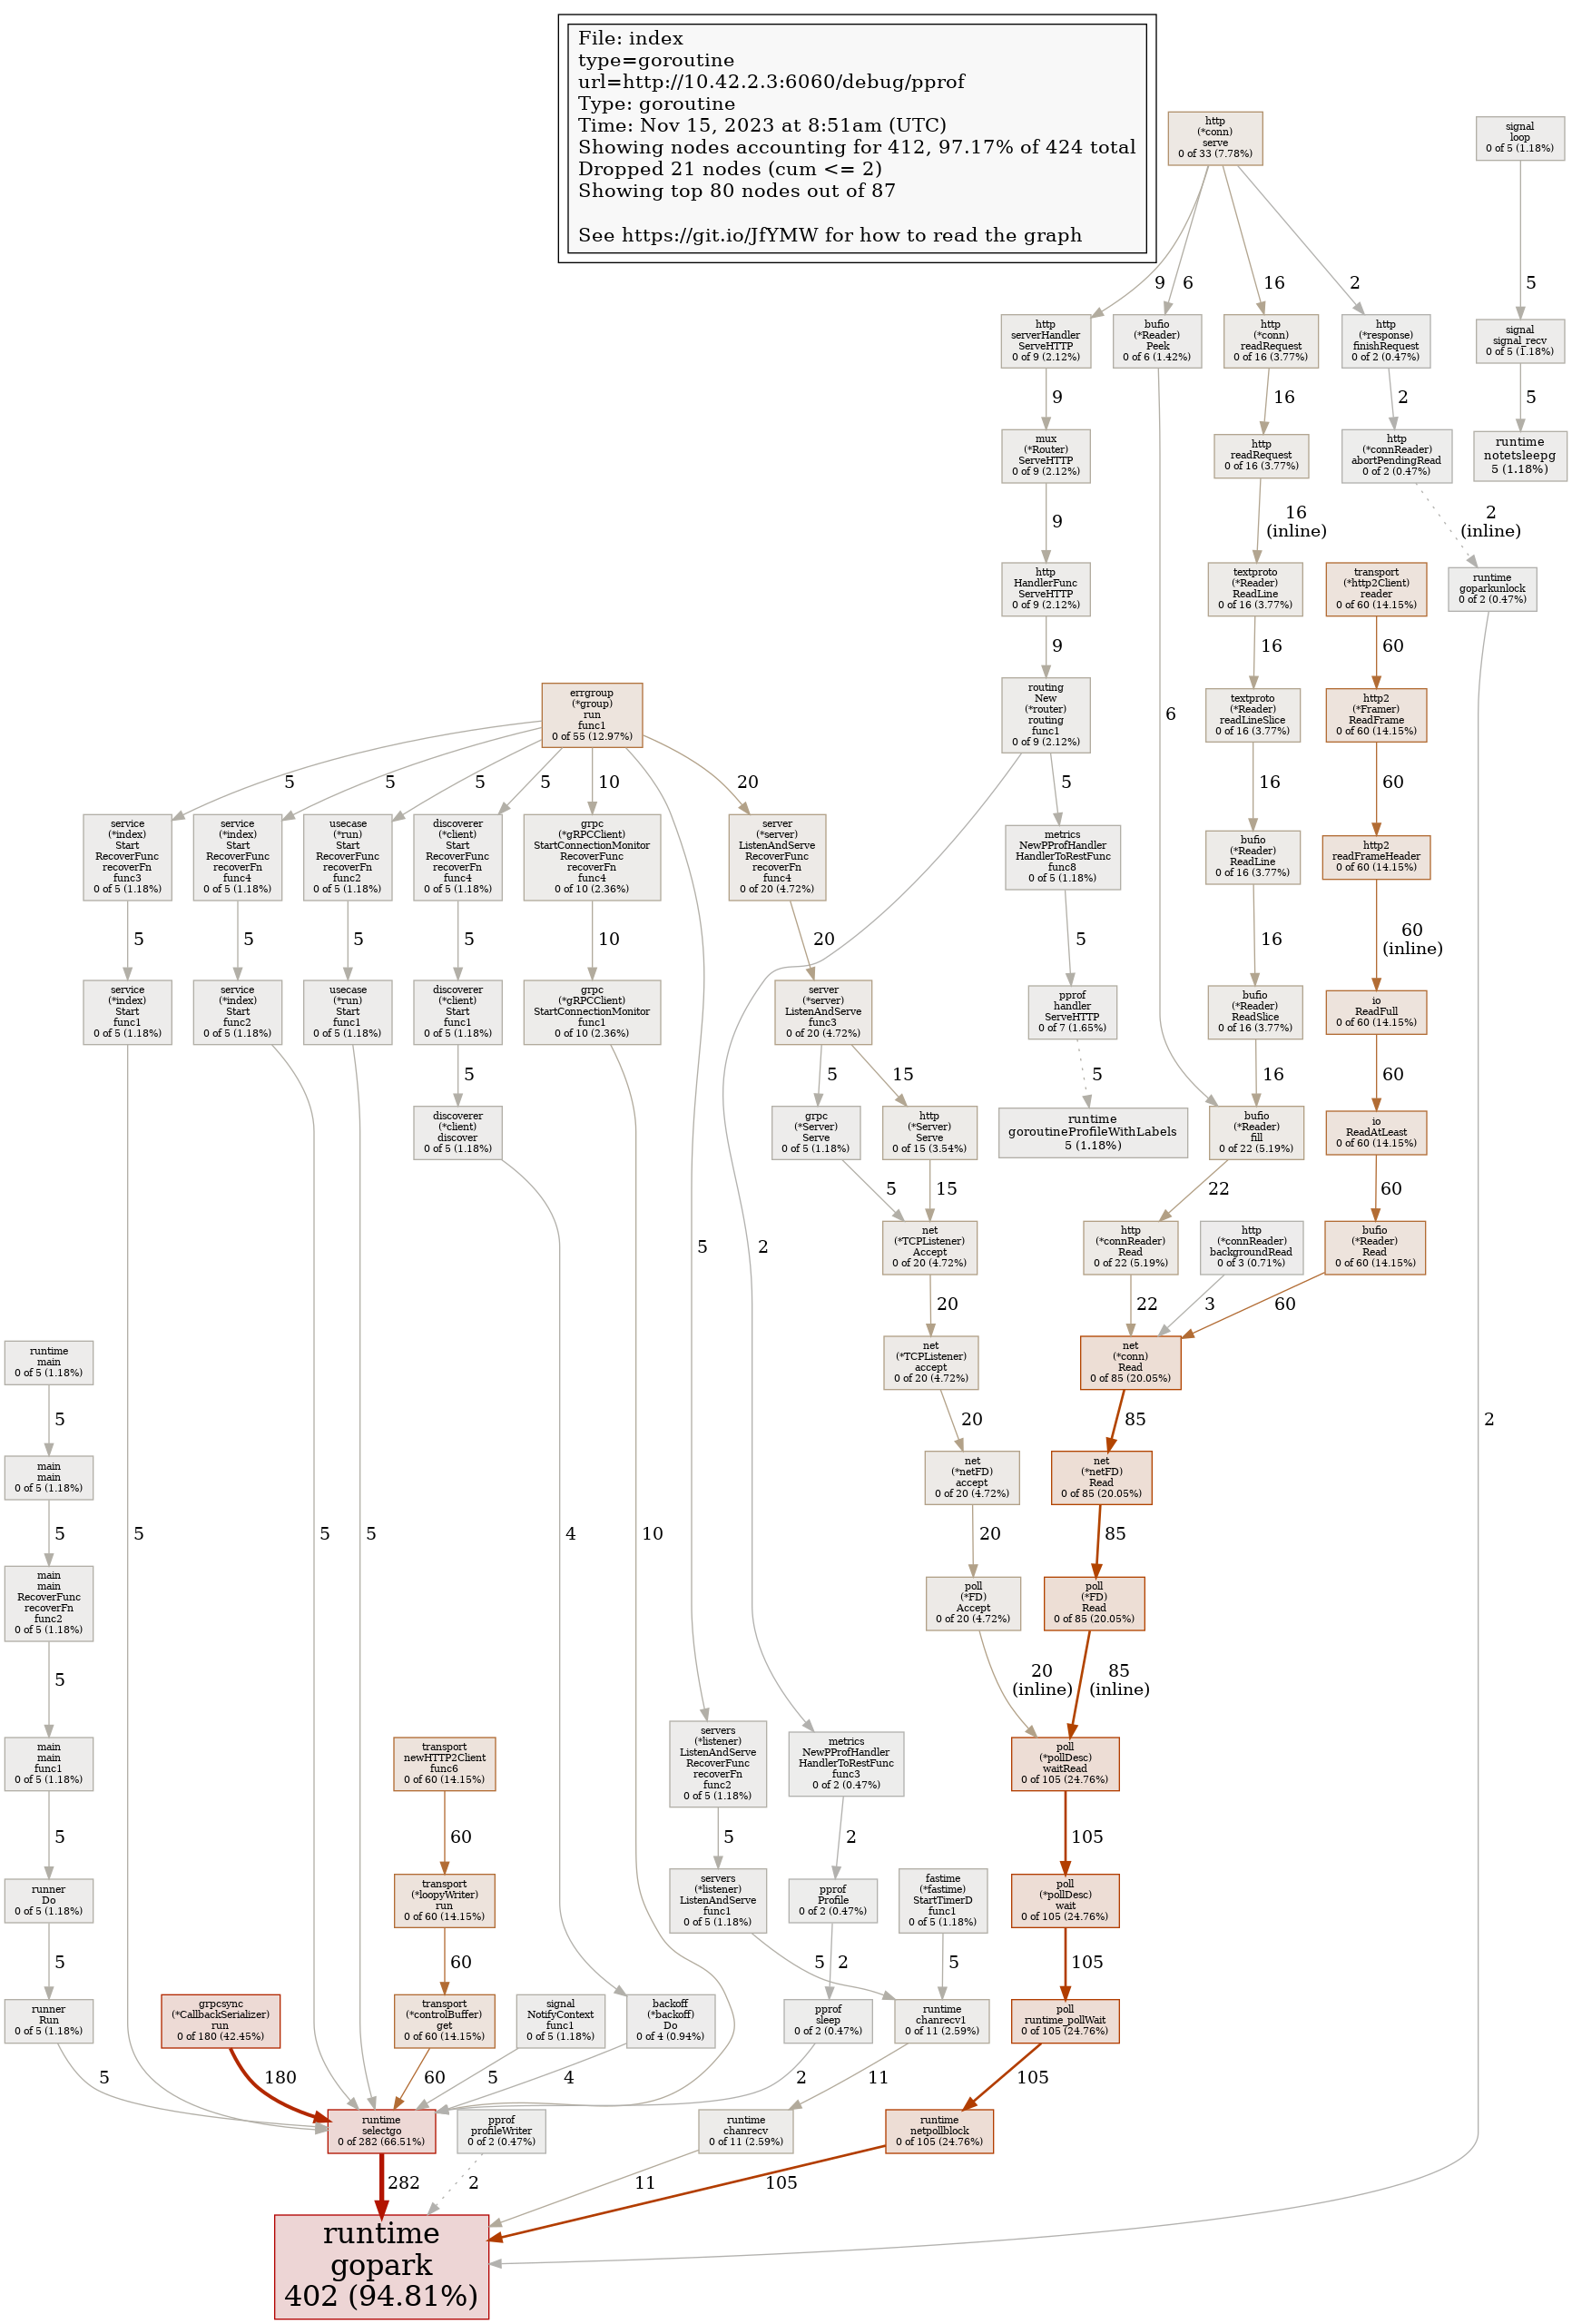 File: index
type=goroutine
url=http://10.42.2.3:6060/debug/pprof
Type: goroutine
Time: Nov 15, 2023 at 8:51am (UTC)
Showing nodes accounting for 412, 97.17% of 424 total
Dropped 21 nodes (cum <= 2)
Showing top 80 nodes out of 87
See https://git.io/JfYMW for how to read the graph
http
(*conn)
serve
0 of 33 (7.78%)
signal
loop
0 of 5 (1.18%)
9
6
16
2
5
http
serverHandler
ServeHTTP
0 of 9 (2.12%)
bufio
(*Reader)
Peek
0 of 6 (1.42%)
http
(*conn)
readRequest
0 of 16 (3.77%)
http
(*response)
finishRequest
0 of 2 (0.47%)
signal
signal_recv
0 of 5 (1.18%)
9
16
2
5
mux
(*Router)
ServeHTTP
0 of 9 (2.12%)
http
readRequest
0 of 16 (3.77%)
http
(*connReader)
abortPendingRead
0 of 2 (0.47%)
runtime
notetsleepg
5 (1.18%)
9
16
(inline)
2
(inline)
http
HandlerFunc
ServeHTTP
0 of 9 (2.12%)
textproto
(*Reader)
ReadLine
0 of 16 (3.77%)
transport
(*http2Client)
reader
0 of 60 (14.15%)
runtime
goparkunlock
0 of 2 (0.47%)
9
16
60
errgroup
(*group)
run
func1
0 of 55 (12.97%)
routing
New
(*router)
routing
func1
0 of 9 (2.12%)
textproto
(*Reader)
readLineSlice
0 of 16 (3.77%)
http2
(*Framer)
ReadFrame
0 of 60 (14.15%)
6
5
5
5
5
10
20
5
16
60
service
(*index)
Start
RecoverFunc
recoverFn
func3
0 of 5 (1.18%)
service
(*index)
Start
RecoverFunc
recoverFn
func4
0 of 5 (1.18%)
usecase
(*run)
Start
RecoverFunc
recoverFn
func2
0 of 5 (1.18%)
discoverer
(*client)
Start
RecoverFunc
recoverFn
func4
0 of 5 (1.18%)
grpc
(*gRPCClient)
StartConnectionMonitor
RecoverFunc
recoverFn
func4
0 of 10 (2.36%)
server
(*server)
ListenAndServe
RecoverFunc
recoverFn
func4
0 of 20 (4.72%)
metrics
NewPProfHandler
HandlerToRestFunc
func8
0 of 5 (1.18%)
bufio
(*Reader)
ReadLine
0 of 16 (3.77%)
http2
readFrameHeader
0 of 60 (14.15%)
5
5
5
5
10
20
5
16
60
(inline)
service
(*index)
Start
func1
0 of 5 (1.18%)
service
(*index)
Start
func2
0 of 5 (1.18%)
usecase
(*run)
Start
func1
0 of 5 (1.18%)
discoverer
(*client)
Start
func1
0 of 5 (1.18%)
grpc
(*gRPCClient)
StartConnectionMonitor
func1
0 of 10 (2.36%)
server
(*server)
ListenAndServe
func3
0 of 20 (4.72%)
pprof
handler
ServeHTTP
0 of 7 (1.65%)
bufio
(*Reader)
ReadSlice
0 of 16 (3.77%)
io
ReadFull
0 of 60 (14.15%)
5
5
15
5
16
60
discoverer
(*client)
discover
0 of 5 (1.18%)
grpc
(*Server)
Serve
0 of 5 (1.18%)
http
(*Server)
Serve
0 of 15 (3.54%)
runtime
goroutineProfileWithLabels
5 (1.18%)
bufio
(*Reader)
fill
0 of 22 (5.19%)
io
ReadAtLeast
0 of 60 (14.15%)
5
15
22
60
5
2
net
(*TCPListener)
Accept
0 of 20 (4.72%)
http
(*connReader)
Read
0 of 22 (5.19%)
http
(*connReader)
backgroundRead
0 of 3 (0.71%)
bufio
(*Reader)
Read
0 of 60 (14.15%)
20
22
3
60
runtime
main
0 of 5 (1.18%)
net
(*TCPListener)
accept
0 of 20 (4.72%)
net
(*conn)
Read
0 of 85 (20.05%)
5
20
85
2
main
main
0 of 5 (1.18%)
net
(*netFD)
accept
0 of 20 (4.72%)
net
(*netFD)
Read
0 of 85 (20.05%)
5
5
5
5
4
10
20
85
main
main
RecoverFunc
recoverFn
func2
0 of 5 (1.18%)
poll
(*FD)
Accept
0 of 20 (4.72%)
poll
(*FD)
Read
0 of 85 (20.05%)
5
20
(inline)
85
(inline)
main
main
func1
0 of 5 (1.18%)
transport
newHTTP2Client
func6
0 of 60 (14.15%)
servers
(*listener)
ListenAndServe
RecoverFunc
recoverFn
func2
0 of 5 (1.18%)
metrics
NewPProfHandler
HandlerToRestFunc
func3
0 of 2 (0.47%)
poll
(*pollDesc)
waitRead
0 of 105 (24.76%)
5
60
5
2
105
runner
Do
0 of 5 (1.18%)
transport
(*loopyWriter)
run
0 of 60 (14.15%)
servers
(*listener)
ListenAndServe
func1
0 of 5 (1.18%)
pprof
Profile
0 of 2 (0.47%)
fastime
(*fastime)
StartTimerD
func1
0 of 5 (1.18%)
poll
(*pollDesc)
wait
0 of 105 (24.76%)
5
60
5
2
5
105
runner
Run
0 of 5 (1.18%)
grpcsync
(*CallbackSerializer)
run
0 of 180 (42.45%)
transport
(*controlBuffer)
get
0 of 60 (14.15%)
signal
NotifyContext
func1
0 of 5 (1.18%)
backoff
(*backoff)
Do
0 of 4 (0.94%)
pprof
sleep
0 of 2 (0.47%)
runtime
chanrecv1
0 of 11 (2.59%)
poll
runtime_pollWait
0 of 105 (24.76%)
5
180
60
5
4
2
11
105
runtime
selectgo
0 of 282 (66.51%)
pprof
profileWriter
0 of 2 (0.47%)
runtime
chanrecv
0 of 11 (2.59%)
runtime
netpollblock
0 of 105 (24.76%)
282
2
11
105
runtime
gopark
402 (94.81%)